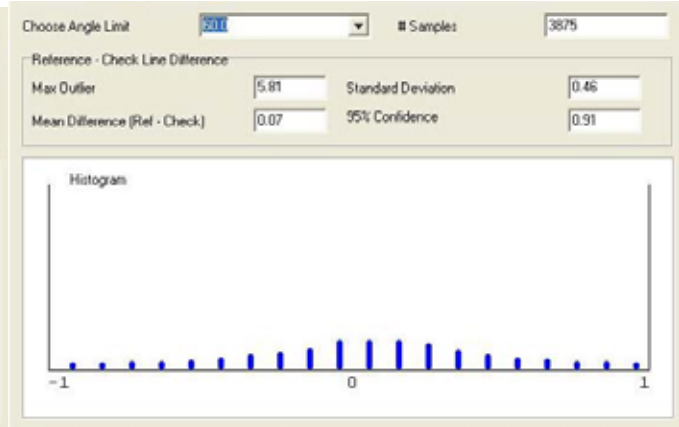 Choose Angle Limit 60.0 # Samples 3875
Reference - Check Line Difference
Max Outlier 5.81 Standard Deviation 0.46
Mean Difference (Ref - Check) 0.07 95% Confidence 0.91
Histogram
-1 0 1